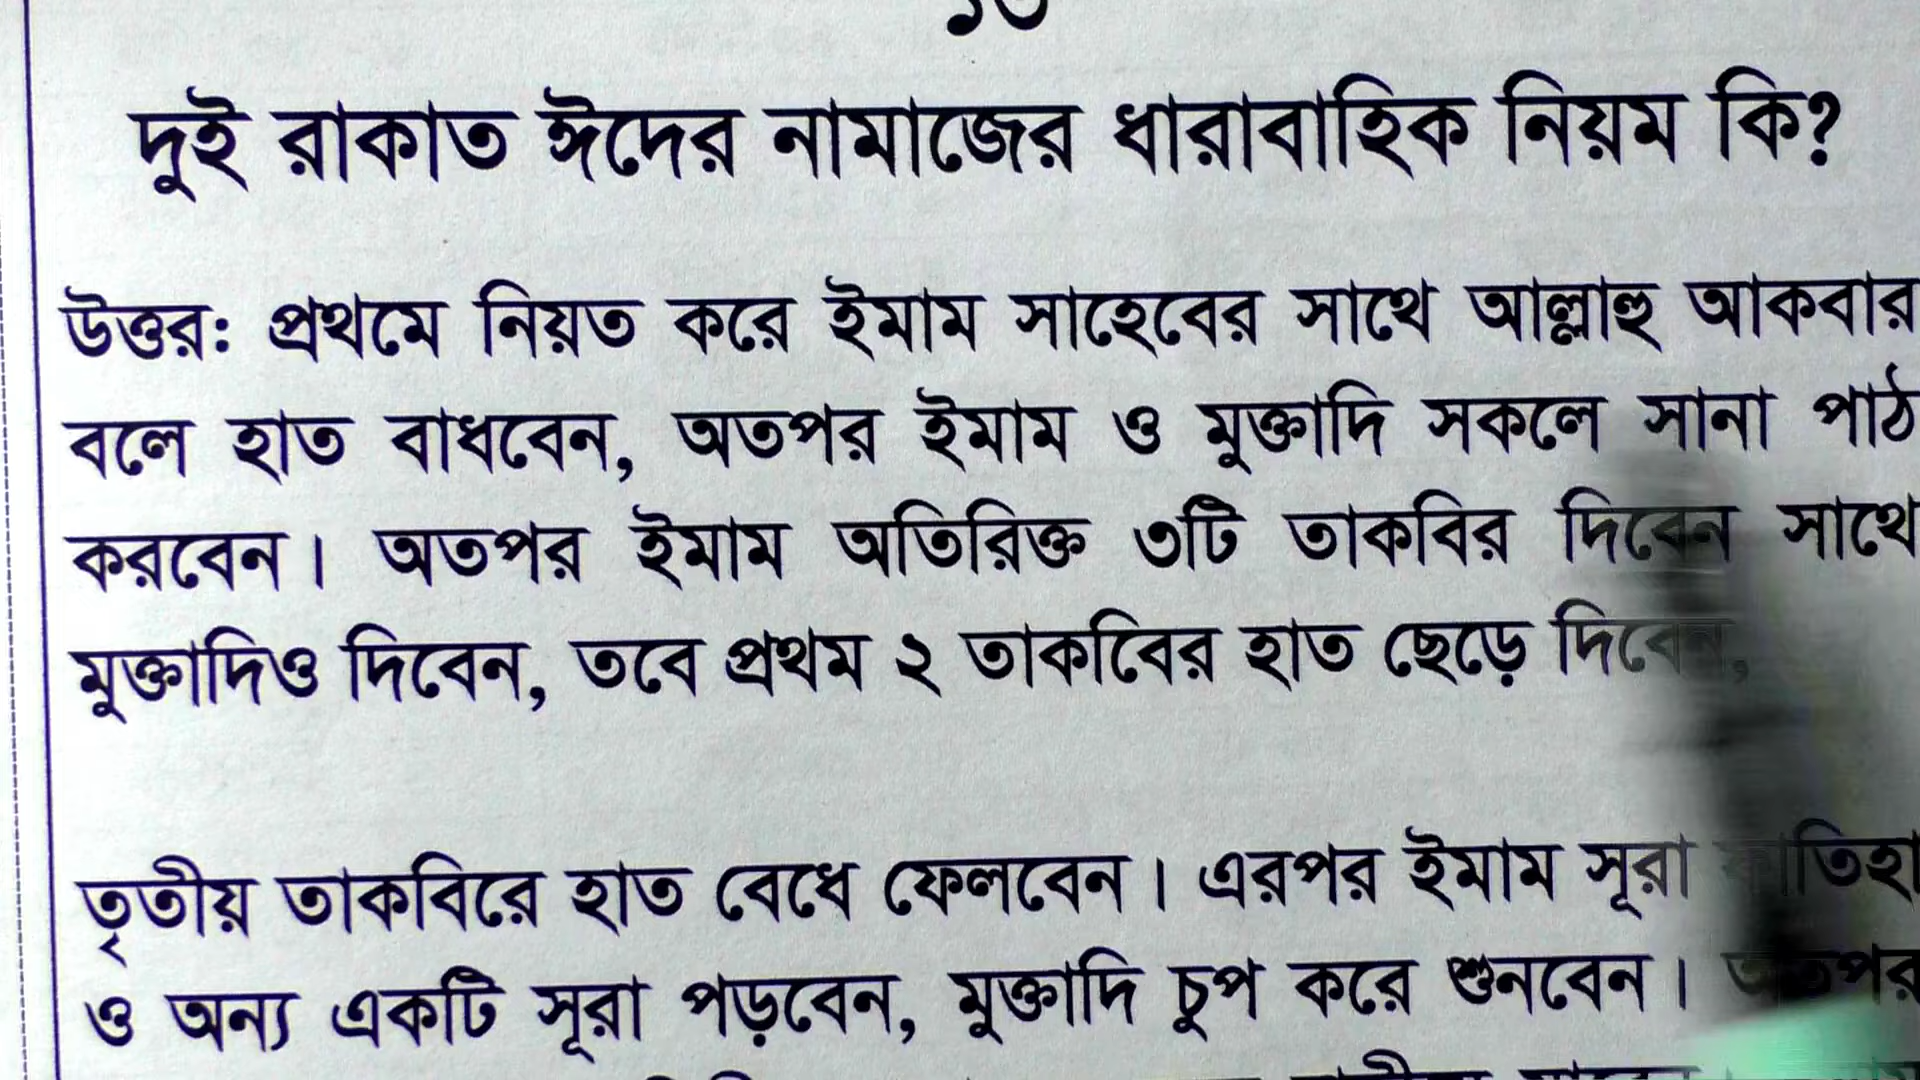 দুই রাকাত ঈদের নামাজের ধারাবাহিক নিয়ম কি?
উত্তর: প্রথমে নিয়ত করে ইমাম সাহেবের সাথে আল্লাহু আকবার
বলে হাত বাধবেন, অতপর ইমাম ও মুক্তাদি সকলে সানা পাঠ
করবেন। অতপর ইমাম অতিরিক্ত ৩টি তাকবির দিবেন সাথে
মুক্তাদিও দিবেন, তবে প্রথম ২ তাকবিের হাত ছেড়ে দিবেন,
তৃতীয় তাকবিরে হাত বেধে ফেলবেন। এরপর ইমাম সূরা ফাতিহা
ও অন্য একটি সূরা পড়বেন, মুক্তাদি চুপ করে শুনবেন। অতপর